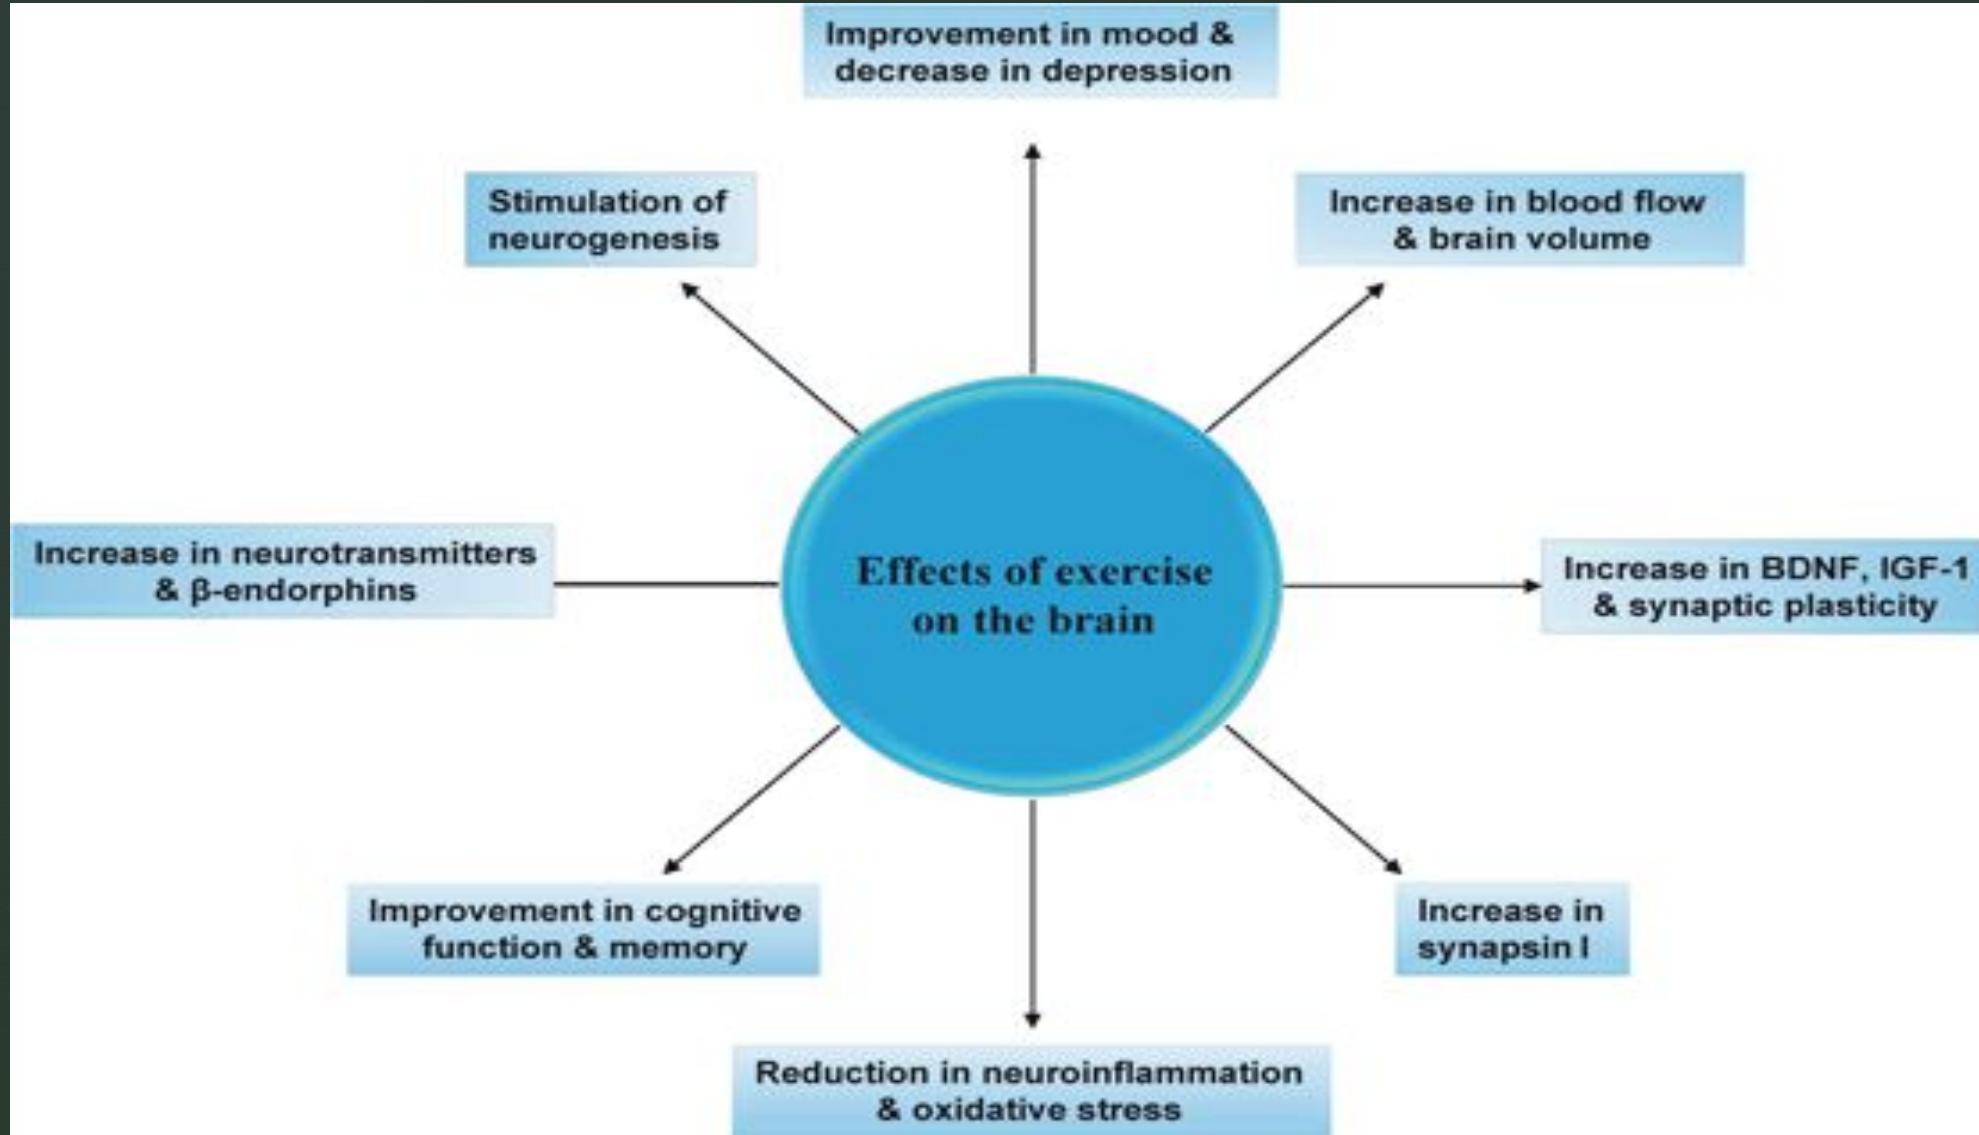 Improvement in mood &
decrease in depression
Stimulation of
neurogenesis
Increase in blood flow
& brain volume
Increase in neurotransmitters
& β-endorphins
Effects of exercise
on the brain
Increase in BDNF, IGF-1
& synaptic plasticity
Improvement in cognitive
function & memory
Increase in
synapsin I
Reduction in neuroinflammation
& oxidative stress